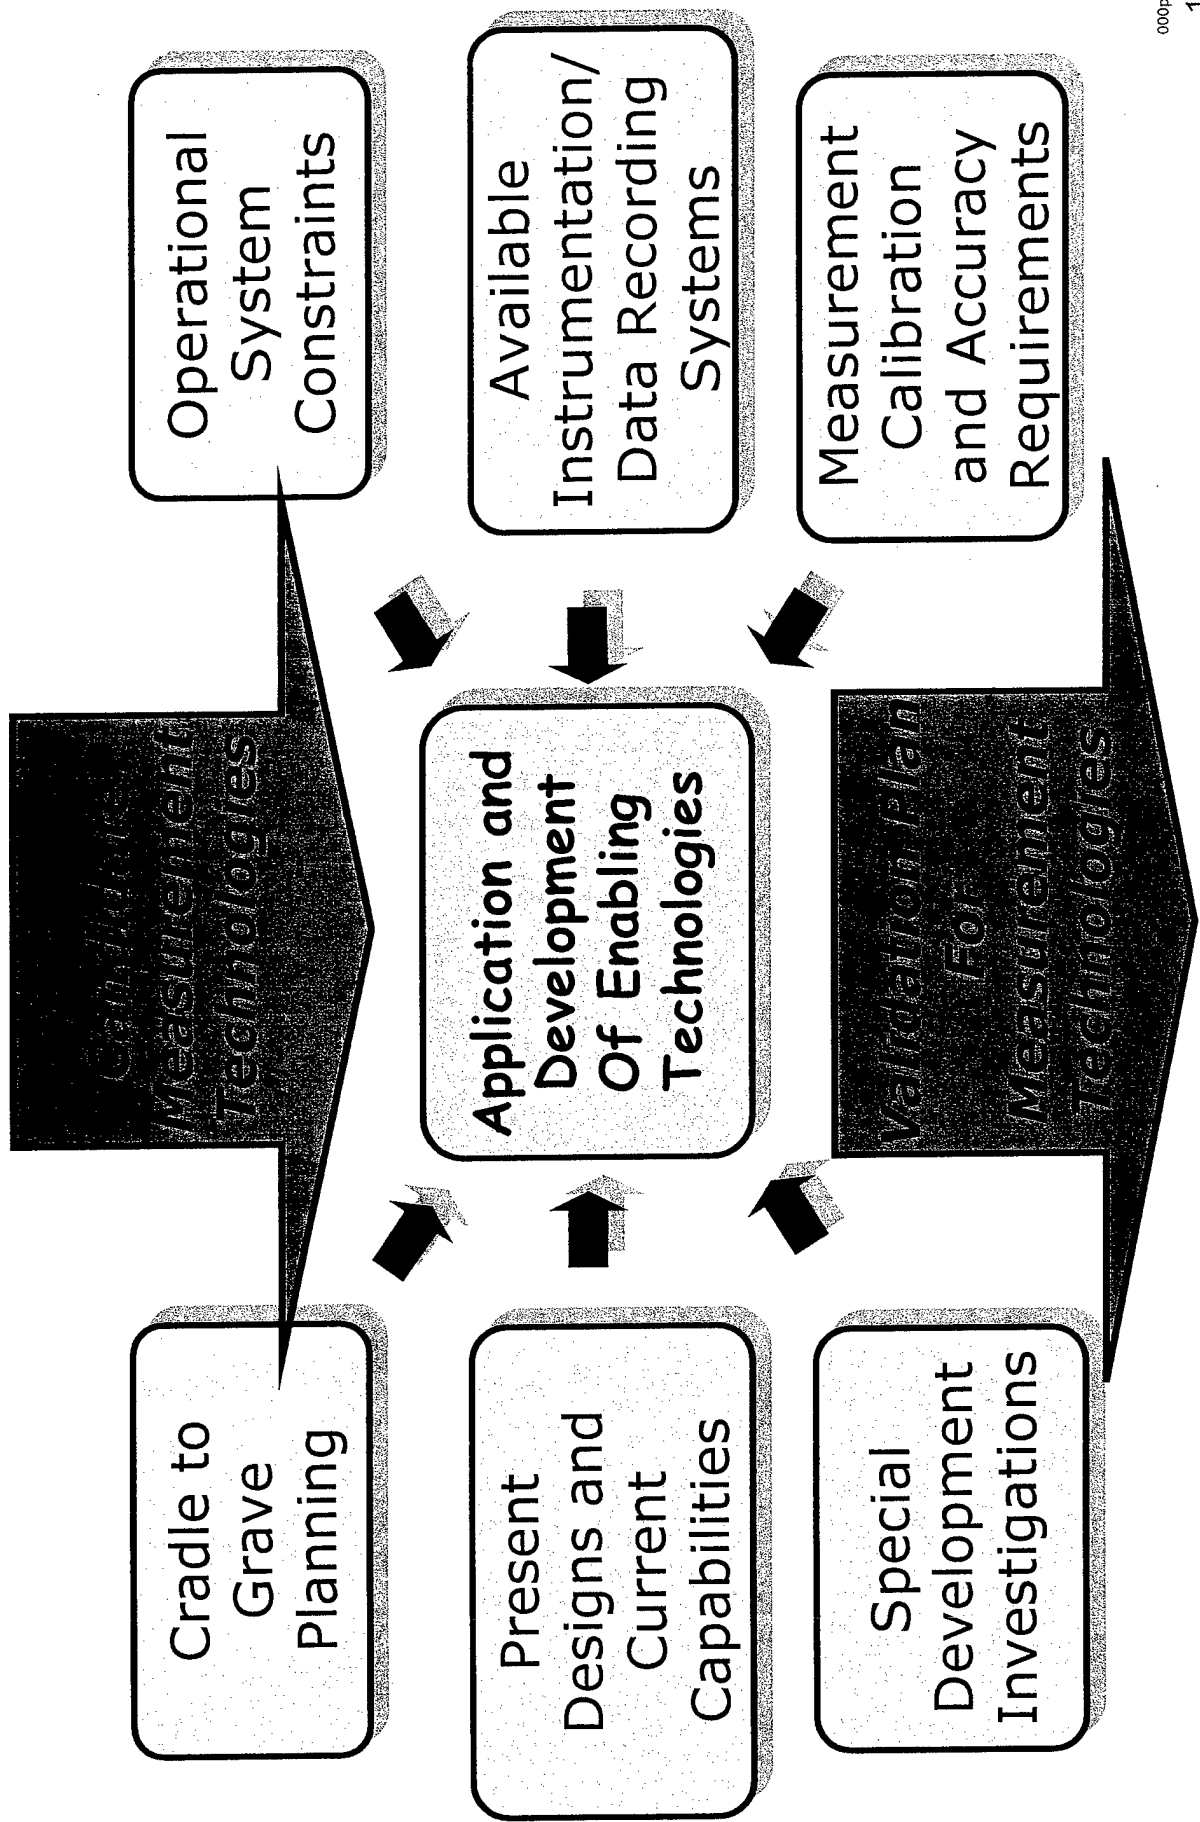 Cradle to
Grave
Planning
Measurement
Technologies
Operational
System
Constraints
Present
Designs and
Current
Capabilities
Application and
Development
Of Enabling
Technologies
Available
Instrumentation/
Data Recording
Systems
Special
Development
Investigations
Validation Plan
For
Measurement
Technologies
Measurement
Calibration
and Accuracy
Requirements
000p
1